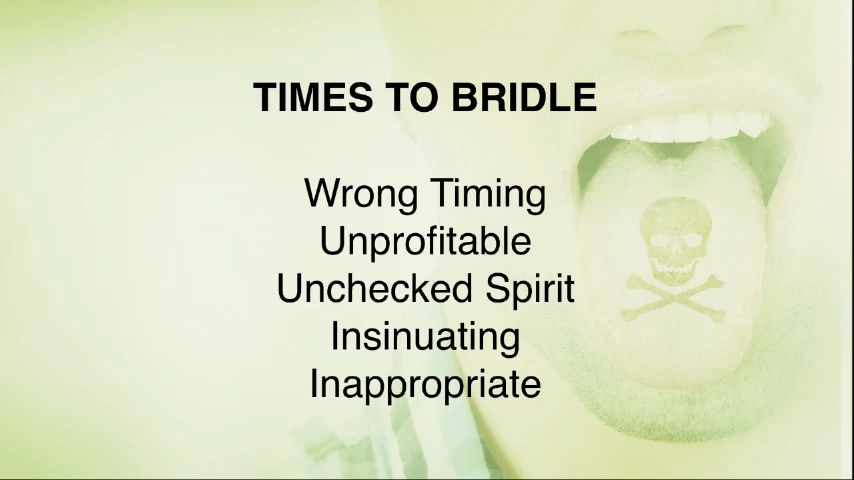 TIMES TO BRIDLE
Wrong Timing
Unprofitable
Unchecked Spirit
Insinuating
Inappropriate